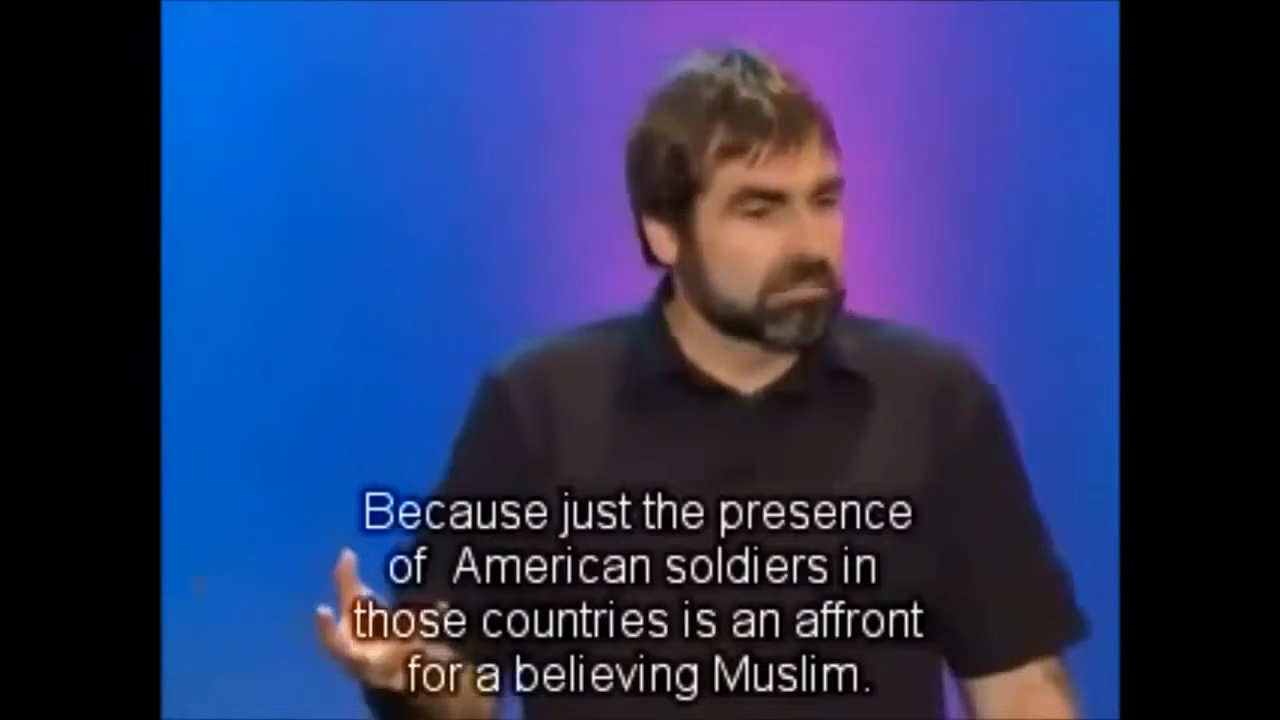 Because just the presence
of American soldiers in
those countries is an affront
for a believing Muslim.